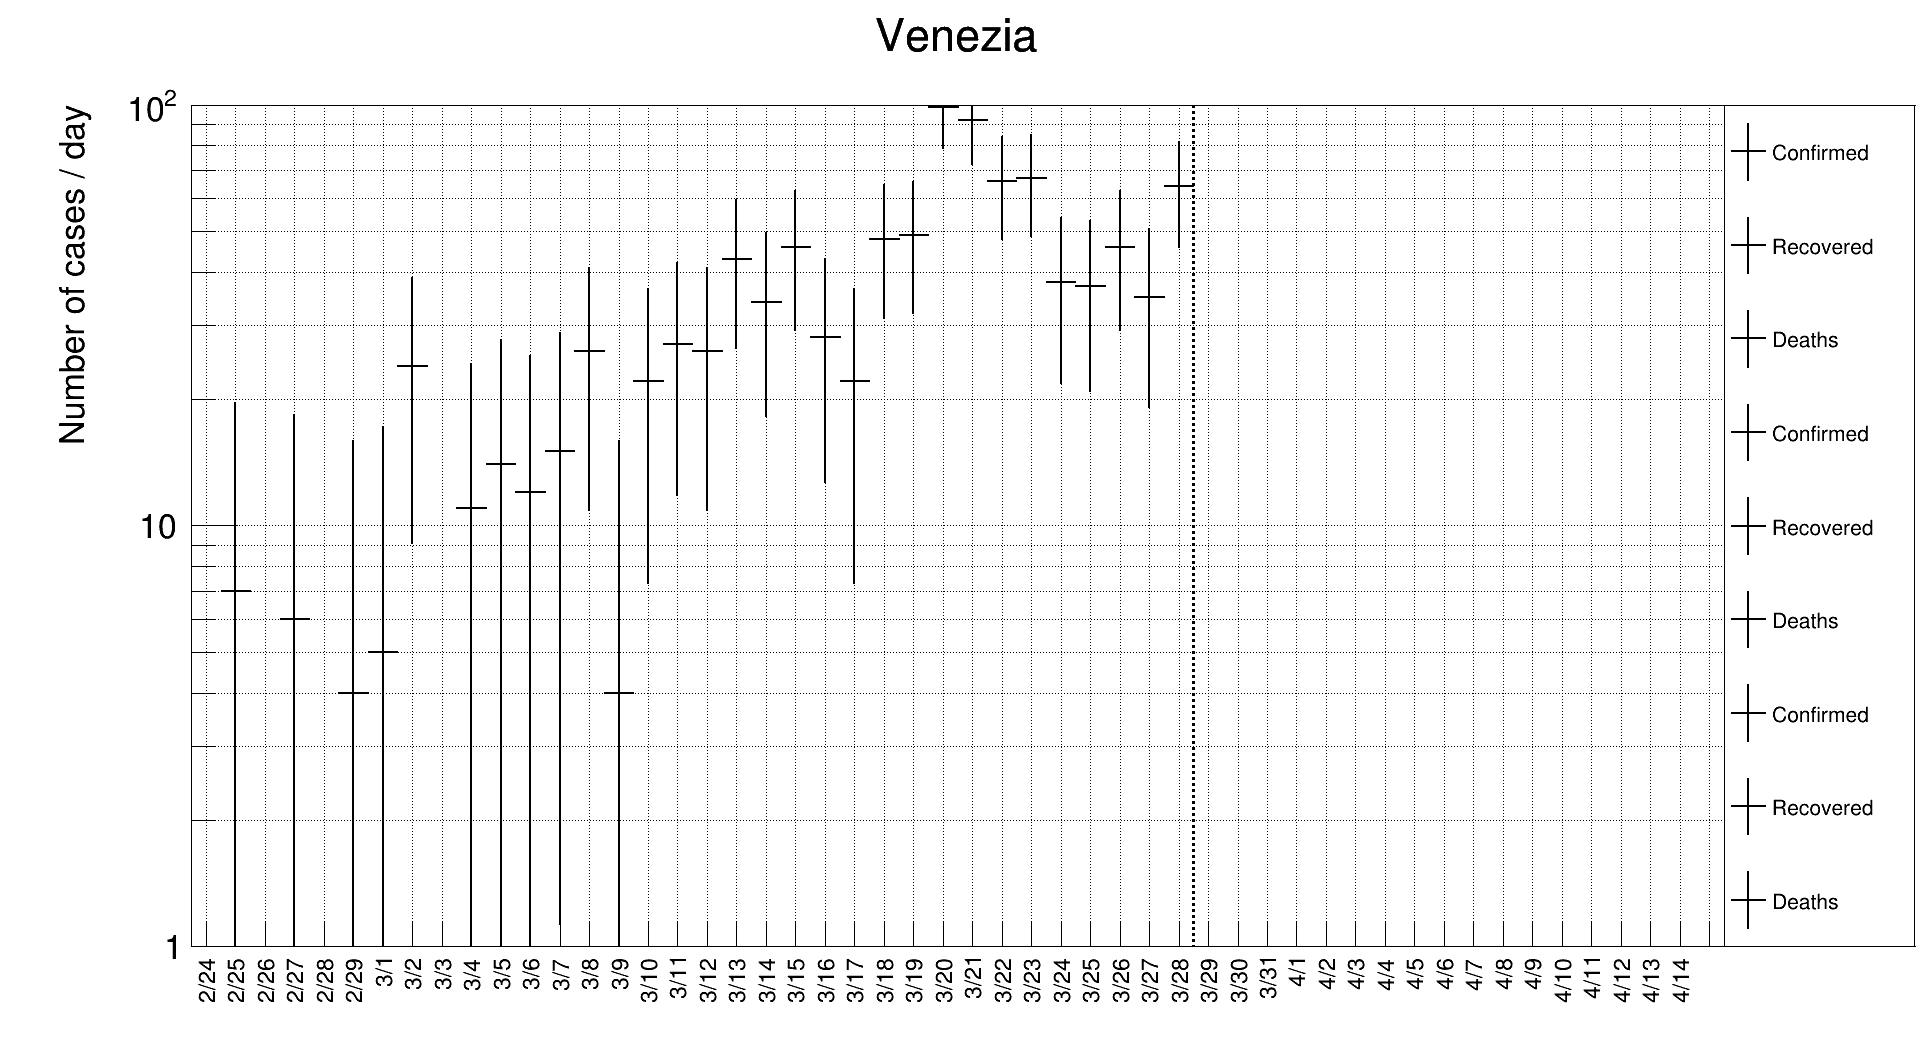 Venezia
Number of cases / day
10²
10
1
2/24 2/25 2/26 2/27 2/28 2/29 3/1 3/2 3/3 3/4 3/5 3/6 3/7 3/8 3/9 3/10 3/11 3/12 3/13 3/14 3/15 3/16 3/17 3/18 3/19 3/20 3/21 3/22 3/23 3/24 3/25 3/26 3/27 3/28 3/29 3/30 3/31 4/1 4/2 4/3 4/4 4/5 4/6 4/7 4/8 4/9 4/10 4/11 4/12 4/13 4/14
Confirmed
Recovered
Deaths
Confirmed
Recovered
Deaths
Confirmed
Recovered
Deaths